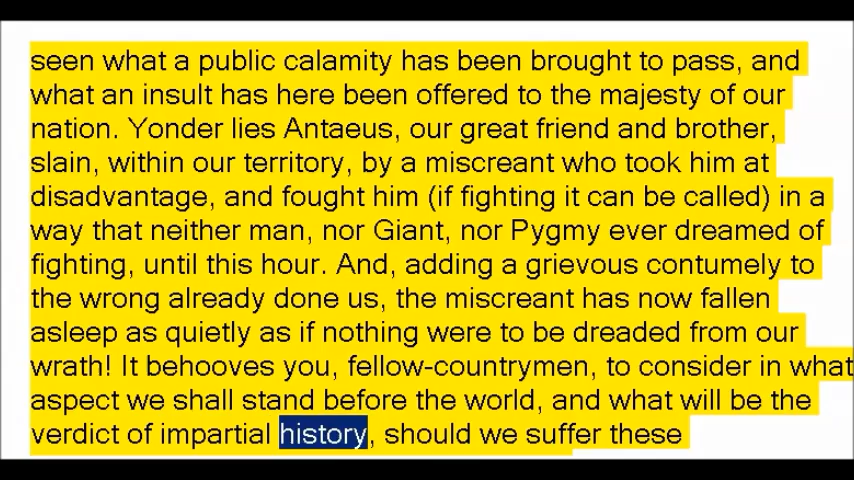 seen what a public calamity has been brought to pass, and
what an insult has here been offered to the majesty of our
nation. Yonder lies Antaeus, our great friend and brother,
slain, within our territory, by a miscreant who took him at
disadvantage, and fought him (if fighting it can be called) in a
way that neither man, nor Giant, nor Pygmy ever dreamed of
fighting, until this hour. And, adding a grievous contumely to
the wrong already done us, the miscreant has now fallen
asleep as quietly as if nothing were to be dreaded from our
wrath! It behooves you, fellow-countrymen, to consider in what
aspect we shall stand before the world, and what will be the
verdict of impartial history, should we suffer these